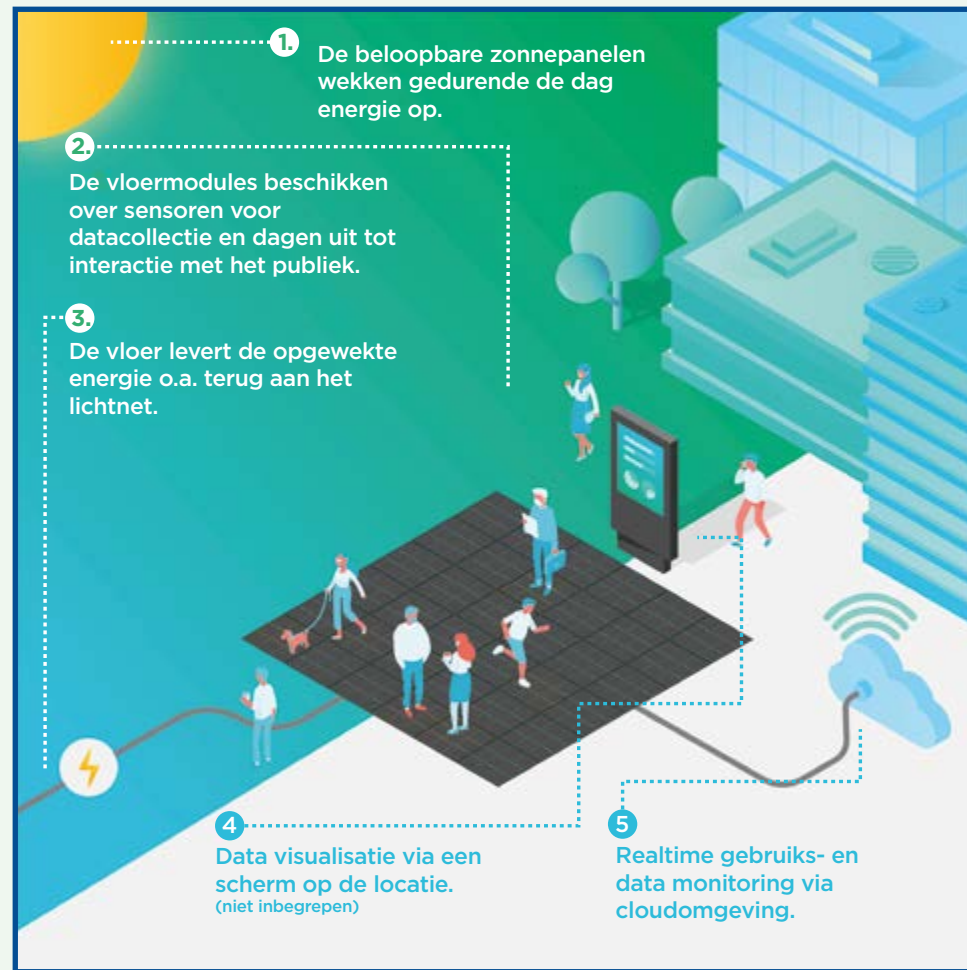 1.
De beloopbare zonnepanelen
wekken gedurende de dag
energie op.
2.
De vloermodules beschikken
over sensoren voor
datacollectie en dagen uit tot
interactie met het publiek.
3.
De vloer levert de opgewekte
energie o.a. terug aan het
lichtnet.
4
Data visualisatie via een
scherm op de locatie.
(niet inbegrepen)
5
Realtime gebruiks- en
data monitoring via
cloudomgeving.